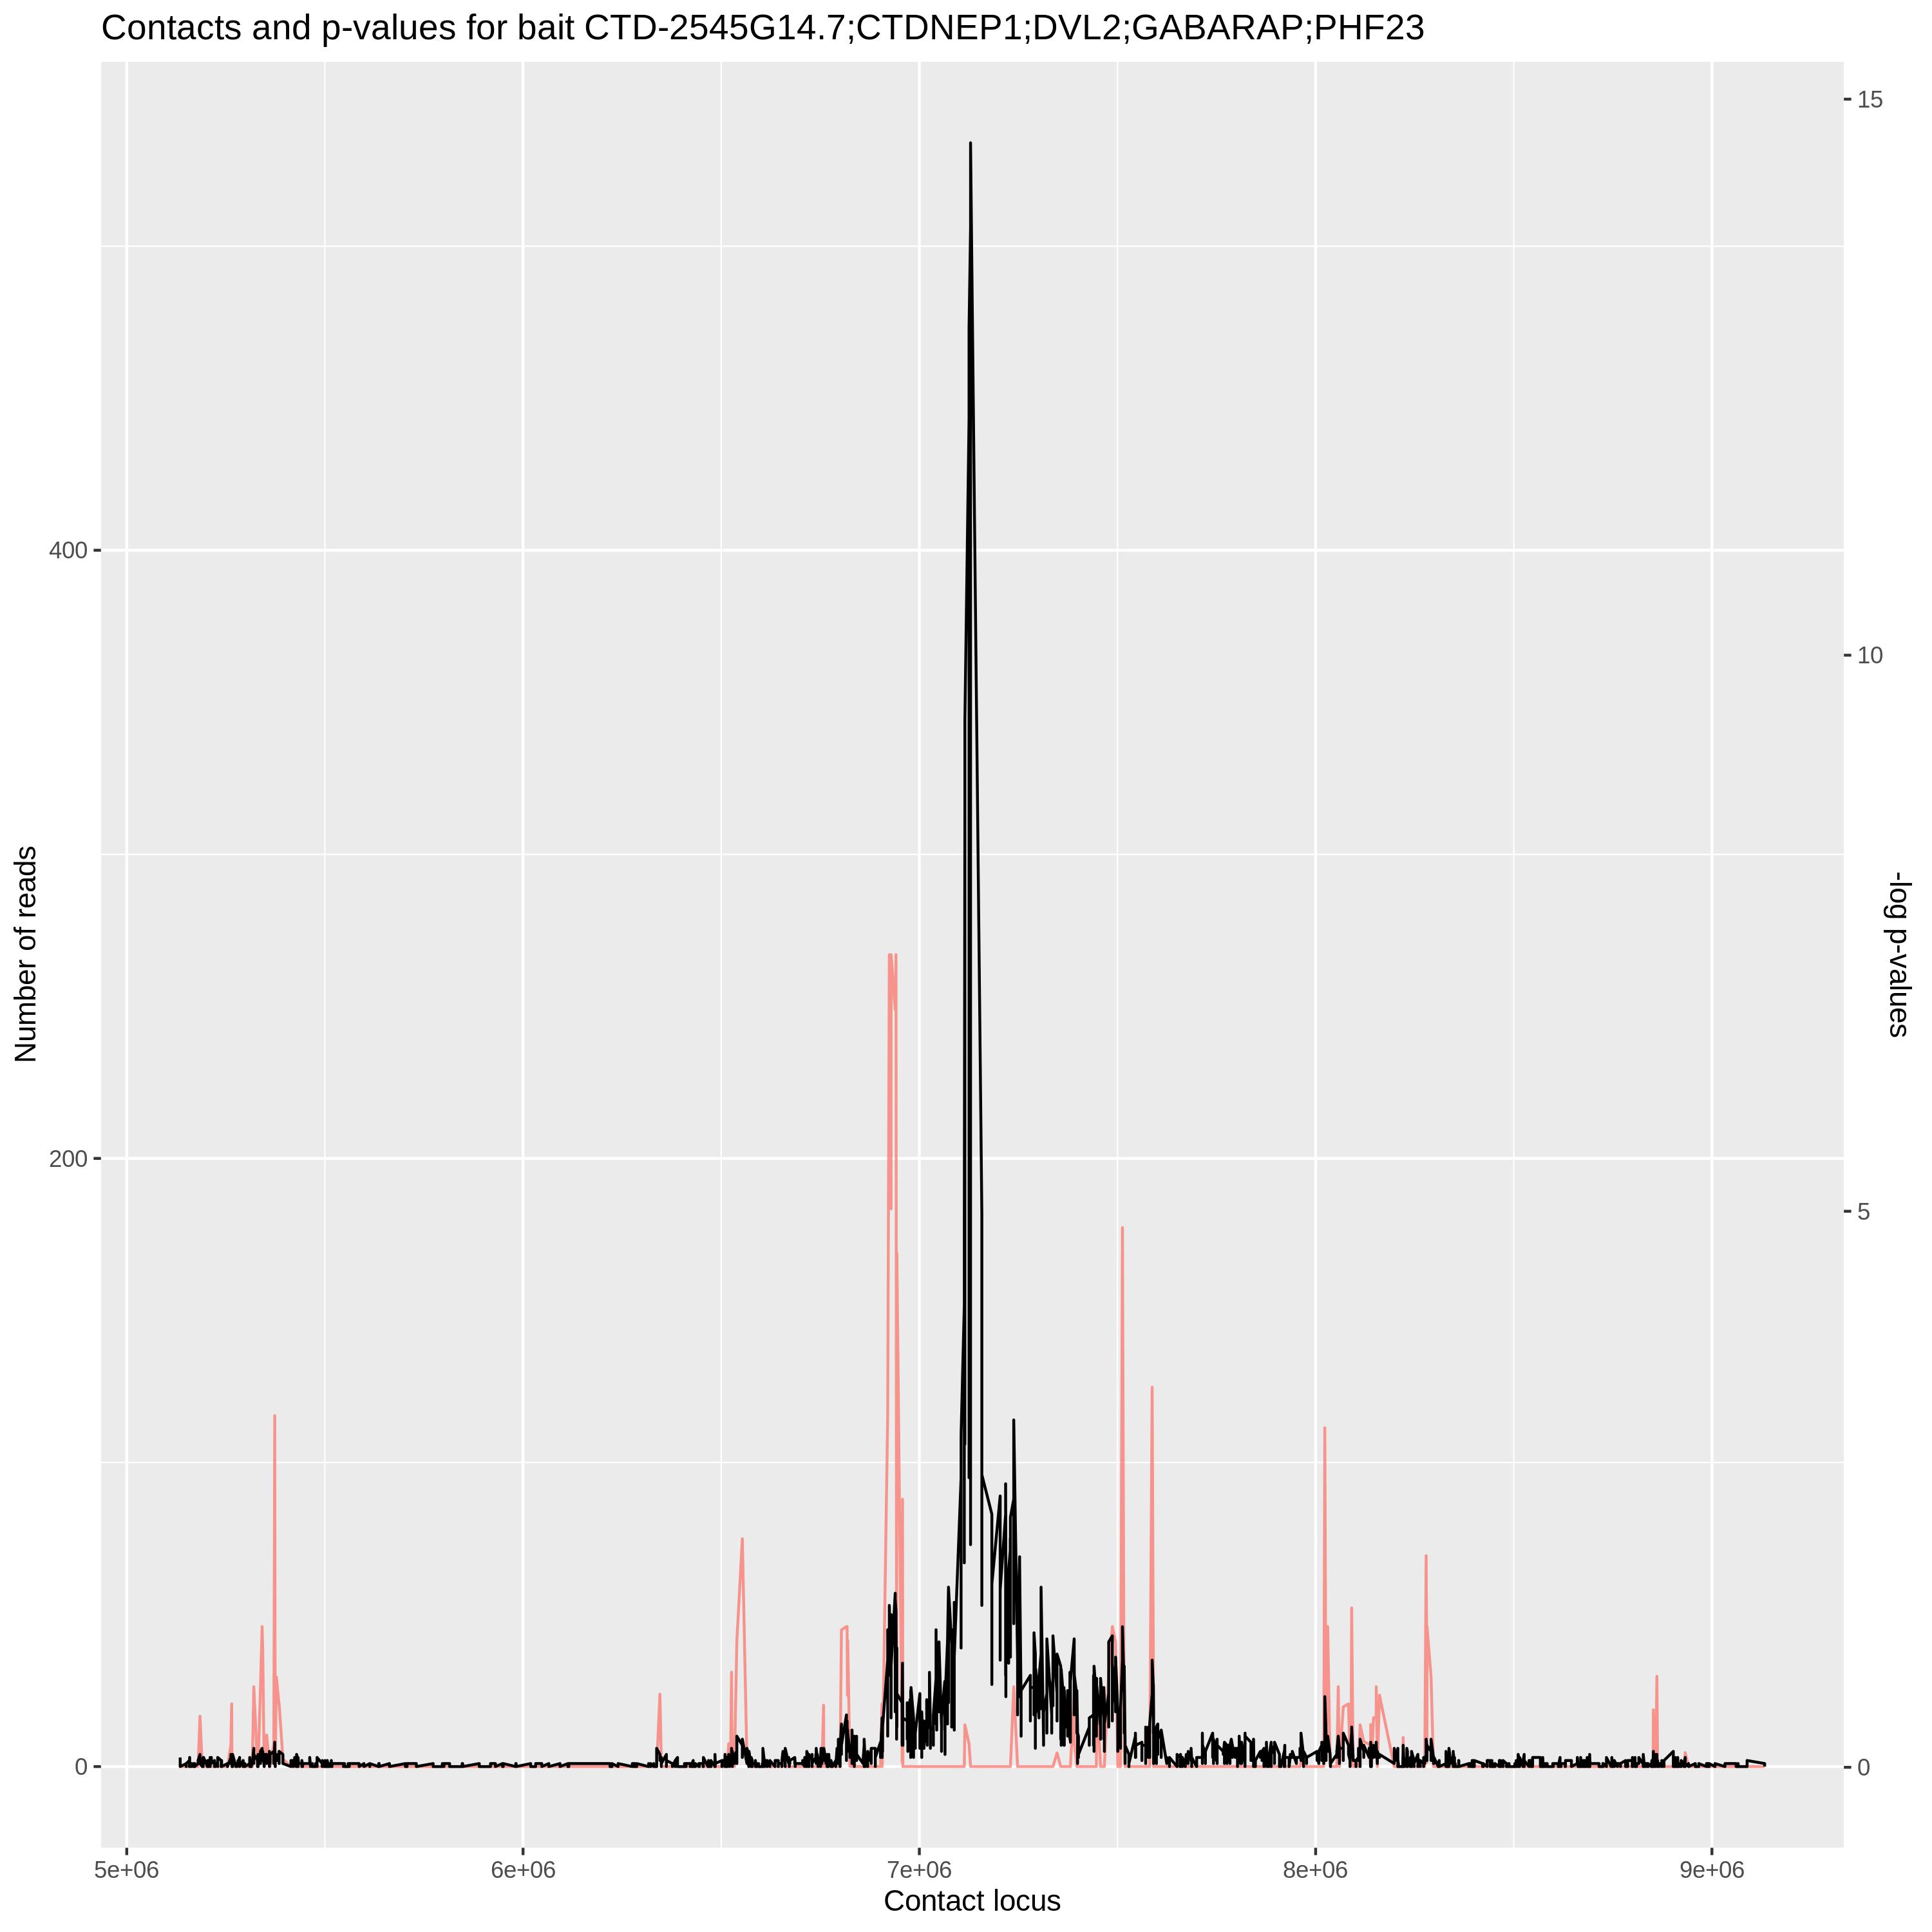 Contacts and p-values for bait CTD-2545G14.7;CTDNEP1;DVL2;GABARAP;PHF23
15
400
10
Number of reads
-log p-values
200
5
0
0
5e+06
6e+06
7e+06
8e+06
9e+06
Contact locus